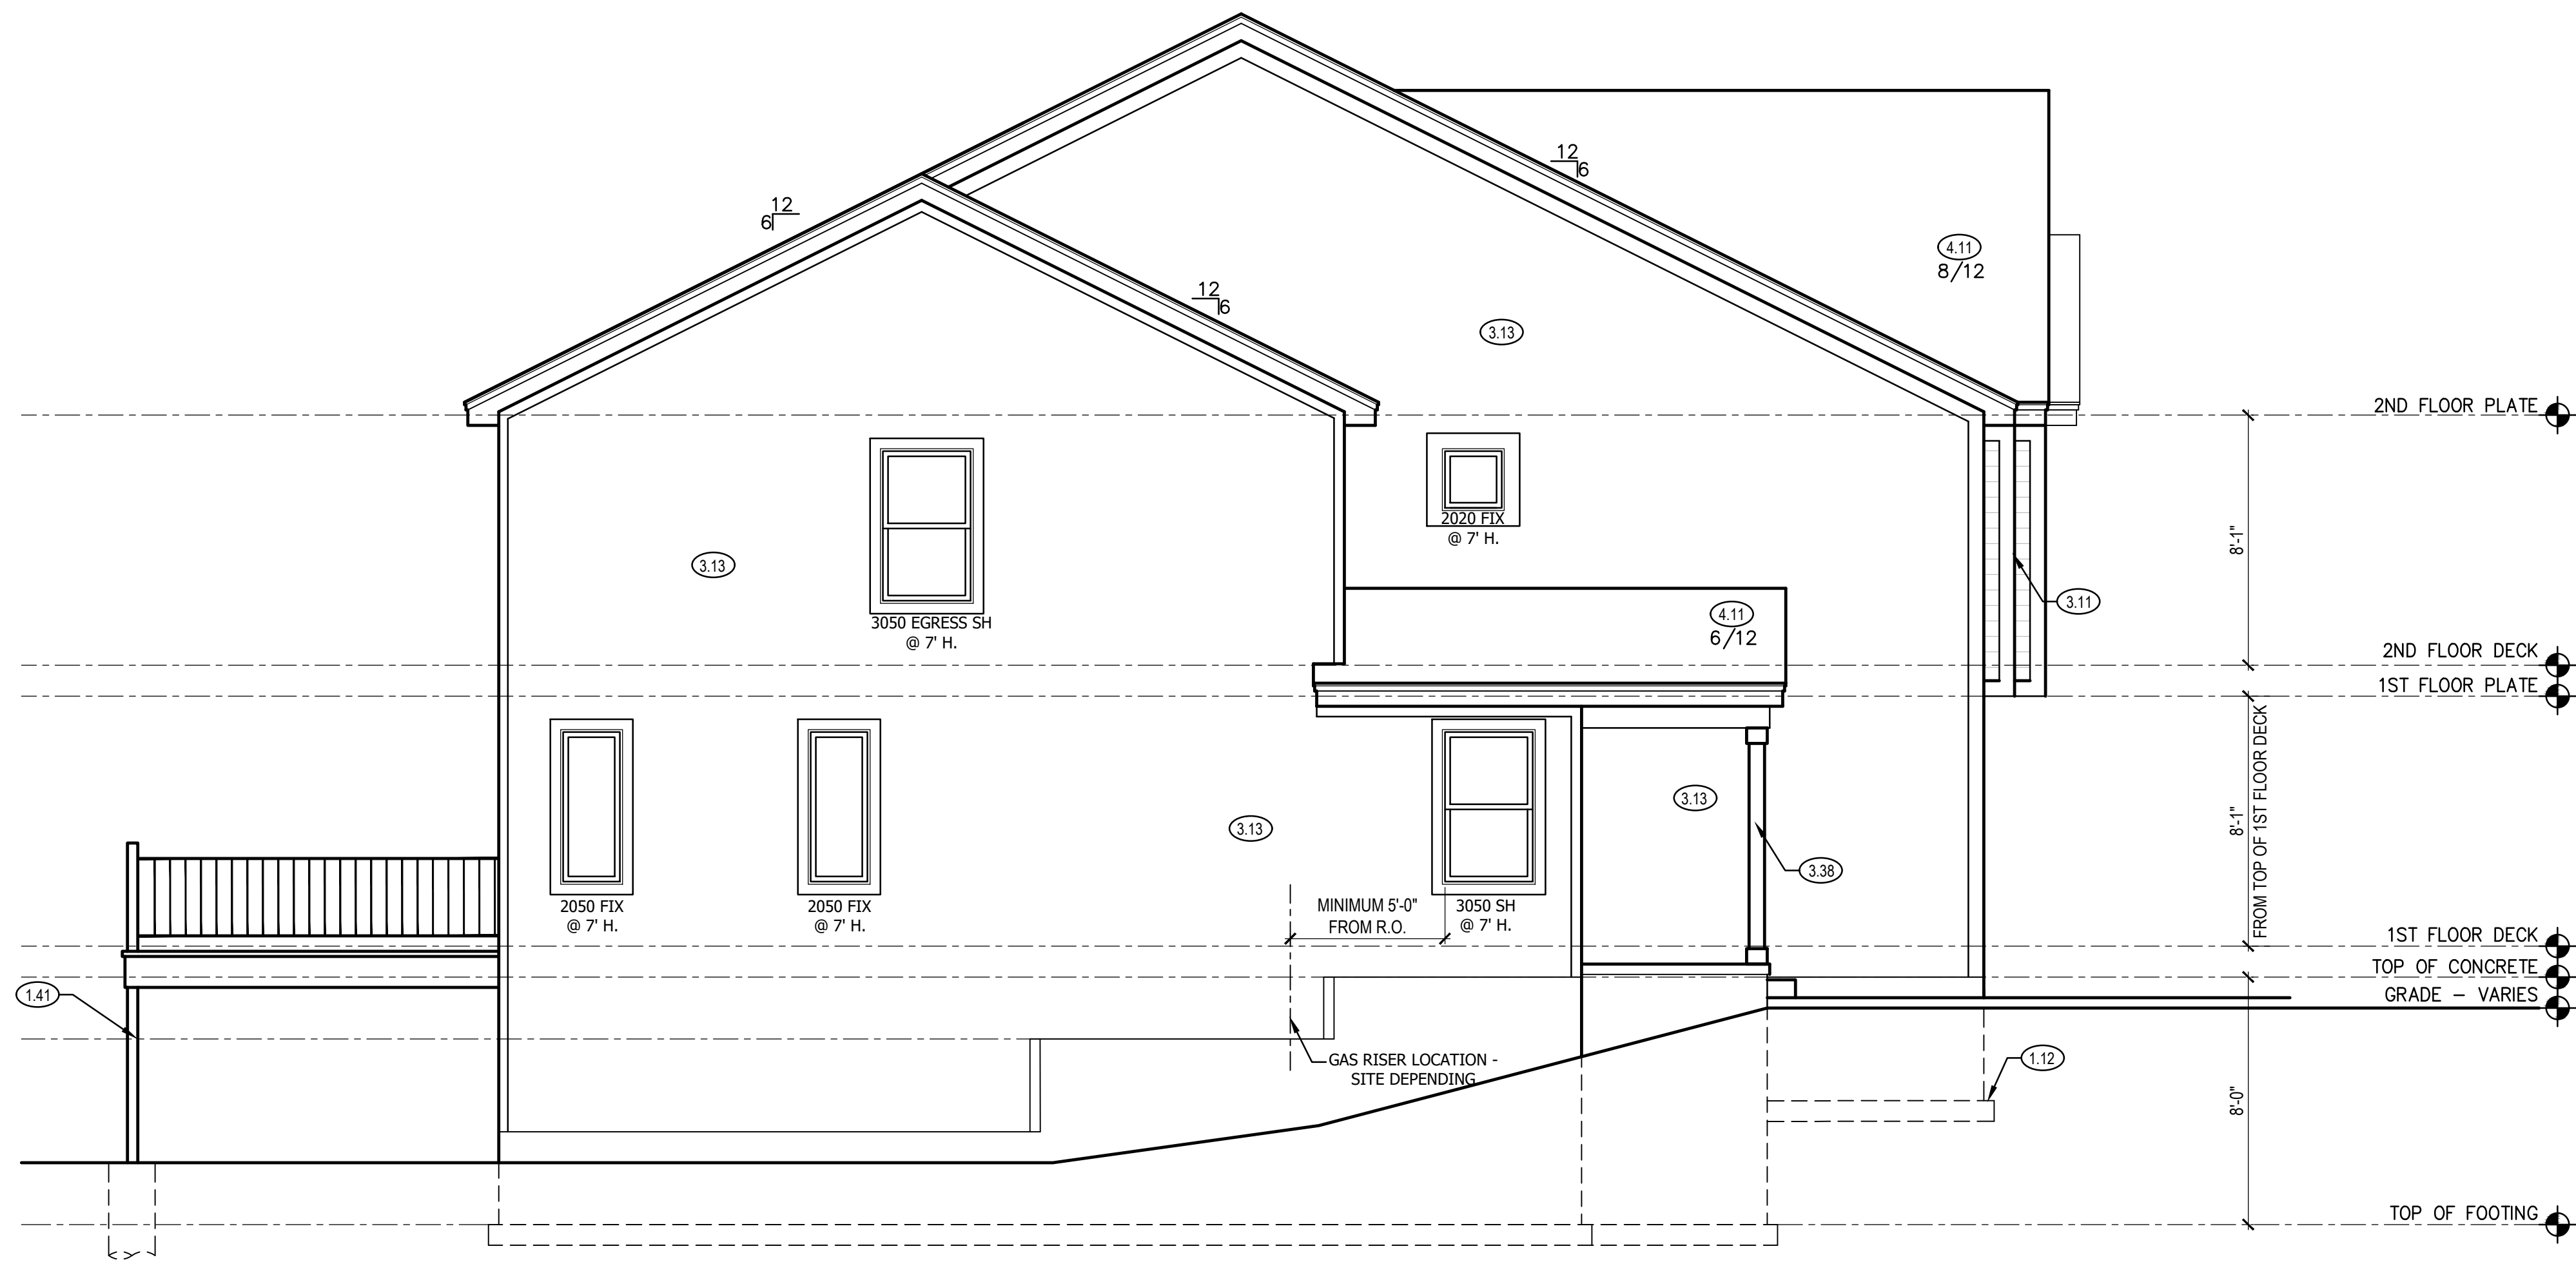 12
6
12
6
12
6
4.11
8/12
3.13
2ND FLOOR PLATE
2020 FIX
@ 7' H.
8'-1"
3.13
3050 EGRESS SH
@ 7' H.
4.11
6/12
3.11
2ND FLOOR DECK
1ST FLOOR PLATE
3.13
3.13
3.38
8'-1"
FROM TOP OF 1ST FLOOR DECK
2050 FIX
@ 7' H.
2050 FIX
@ 7' H.
MINIMUM 5'-0"
FROM R.O.
3050 SH
@ 7' H.
1ST FLOOR DECK
TOP OF CONCRETE
GRADE – VARIES
1.41
GAS RISER LOCATION -
SITE DEPENDING
1.12
8'-0"
TOP OF FOOTING